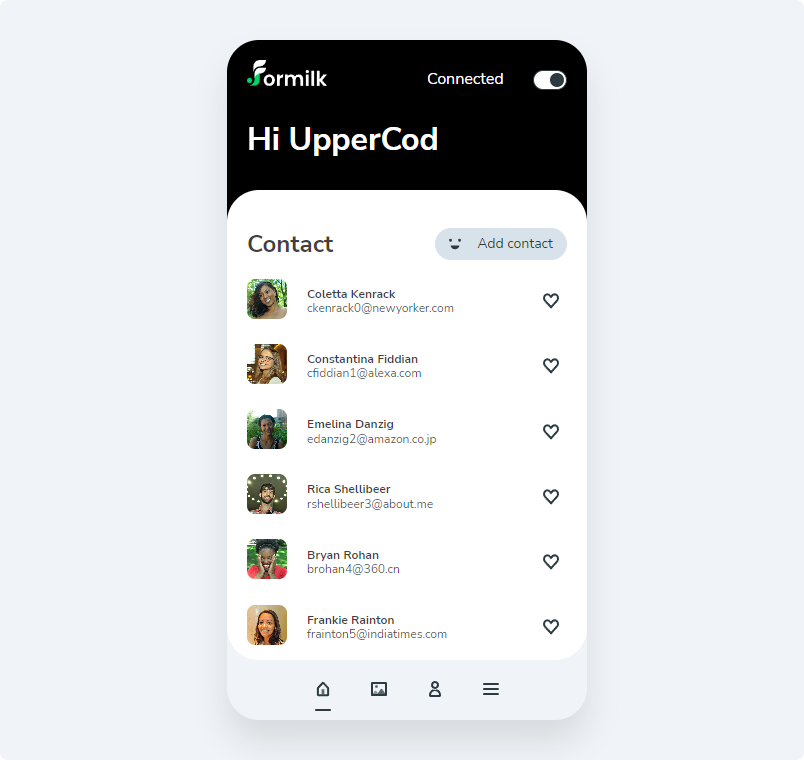 formilk
Connected
Hi UpperCod
Contact
Add contact
Coletta Kenrack
ckenrack0@newyorker.com
Constantina Fiddian
cfiddian1@alexa.com
Emelina Danzig
edanzig2@amazon.co.jp
Rica Shellibeer
rshellibeer3@about.me
Bryan Rohan
brohan4@360.cn
Frankie Rainton
frainton5@indiatimes.com